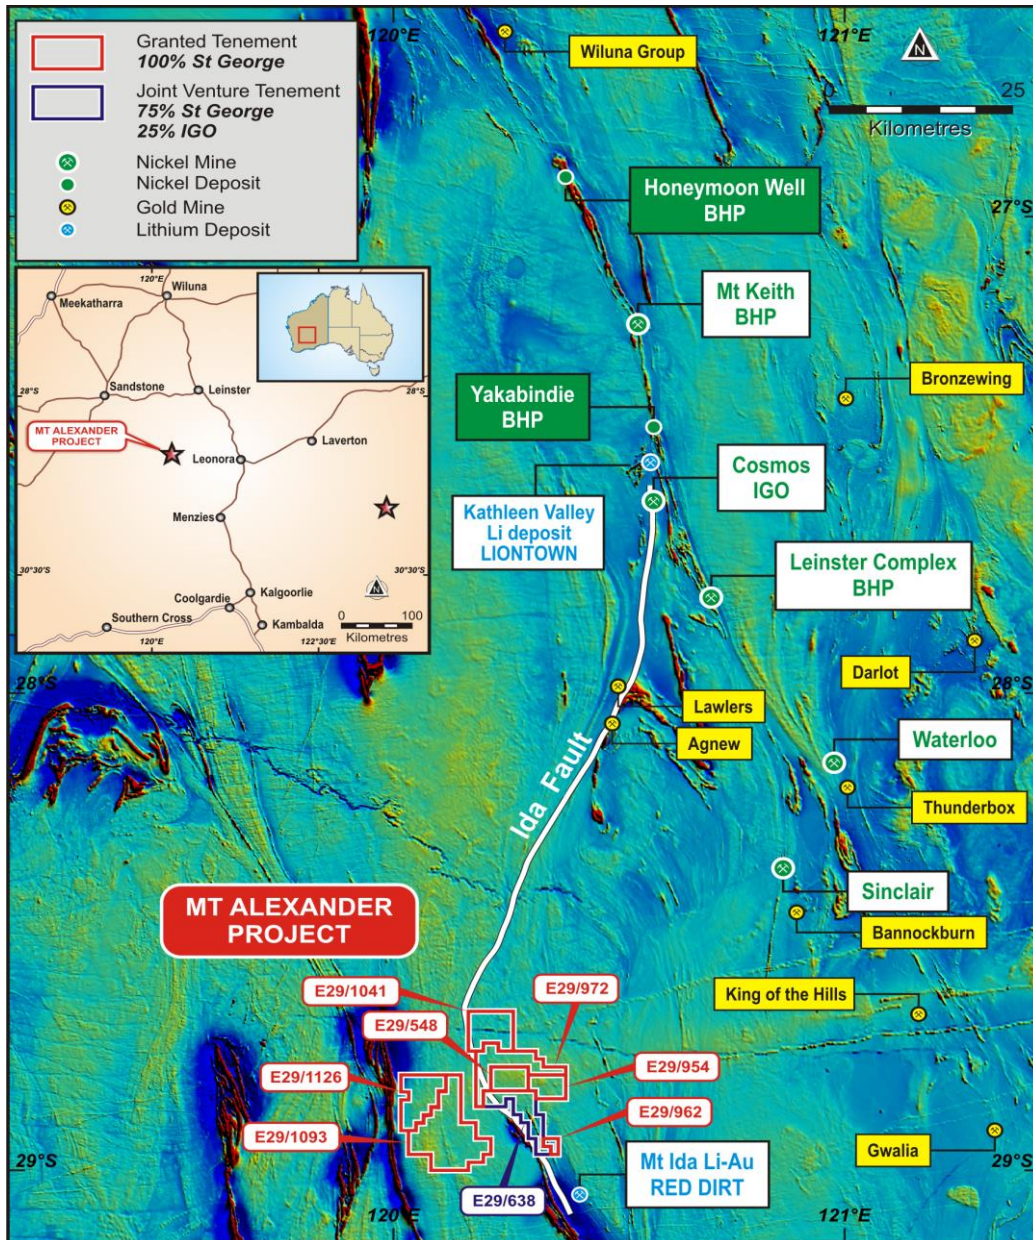 Granted Tenement
100% St George
Joint Venture Tenement
75% St George
25% IGO
Nickel Mine
Nickel Deposit
Gold Mine
Lithium Deposit
120°E
121°E
N
0 25
Kilometres
Wiluna Group
27°S
Honeymoon Well
BHP
Mt Keith
BHP
Bronzewing
Yakabindie
BHP
Cosmos
IGO
Kathleen Valley
Li deposit
LIONTOWN
Leinster Complex
BHP
Darlot
28°S
28°S
Lawlers
Agnew
Waterloo
Thunderbox
Ida Fault
Sinclair
Bannockburn
King of the Hills
MT ALEXANDER
PROJECT
E29/1041
E29/972
E29/548
E29/1126
E29/954
E29/962
E29/1093
E29/638
Mt Ida Li-Au
RED DIRT
Gwalia
29°S
29°S
120°E
121°E
120°E
Wiluna
Meekatharra
28°S
Sandstone
Leinster
28°S
MT ALEXANDER
PROJECT
Laverton
Leonora
Menzies
30°30'S
30°30'S
Coolgardie
Kalgoorlie
Southern Cross
Kambalda
N
0 100
Kilometres
120°E
122°30'E